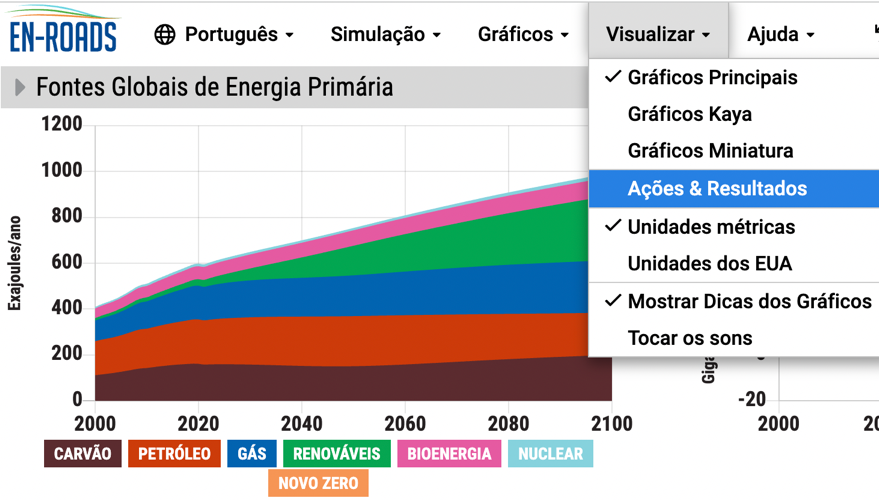 EN-ROADS
Português
Simulação
Gráficos
Visualizar
Ajuda
Gráficos Principais
Gráficos Kaya
Gráficos Miniatura
Ações & Resultados
Unidades métricas
Unidades dos EUA
Mostrar Dicas dos Gráficos
Tocar os sons
Fontes Globais de Energia Primária
Exajoules/ano
1200
1000
800
600
400
200
0
2000 2020 2040 2060 2080 2100
CARVÃO PETRÓLEO GÁS RENOVÁVEIS BIOENERGIA NUCLEAR
NOVO ZERO
-20
2000